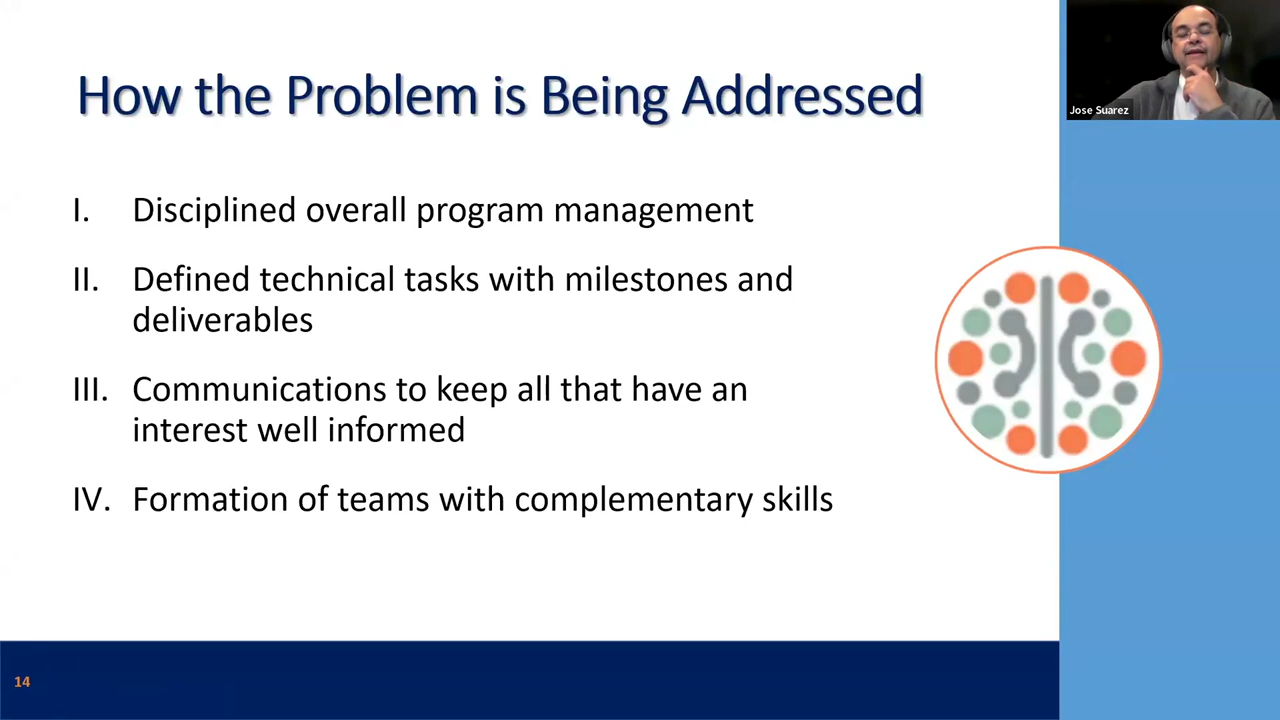 How the Problem is Being Addressed
Jose Suarez
I. Disciplined overall program management
II. Defined technical tasks with milestones and
deliverables
III. Communications to keep all that have an
interest well informed
IV. Formation of teams with complementary skills
14